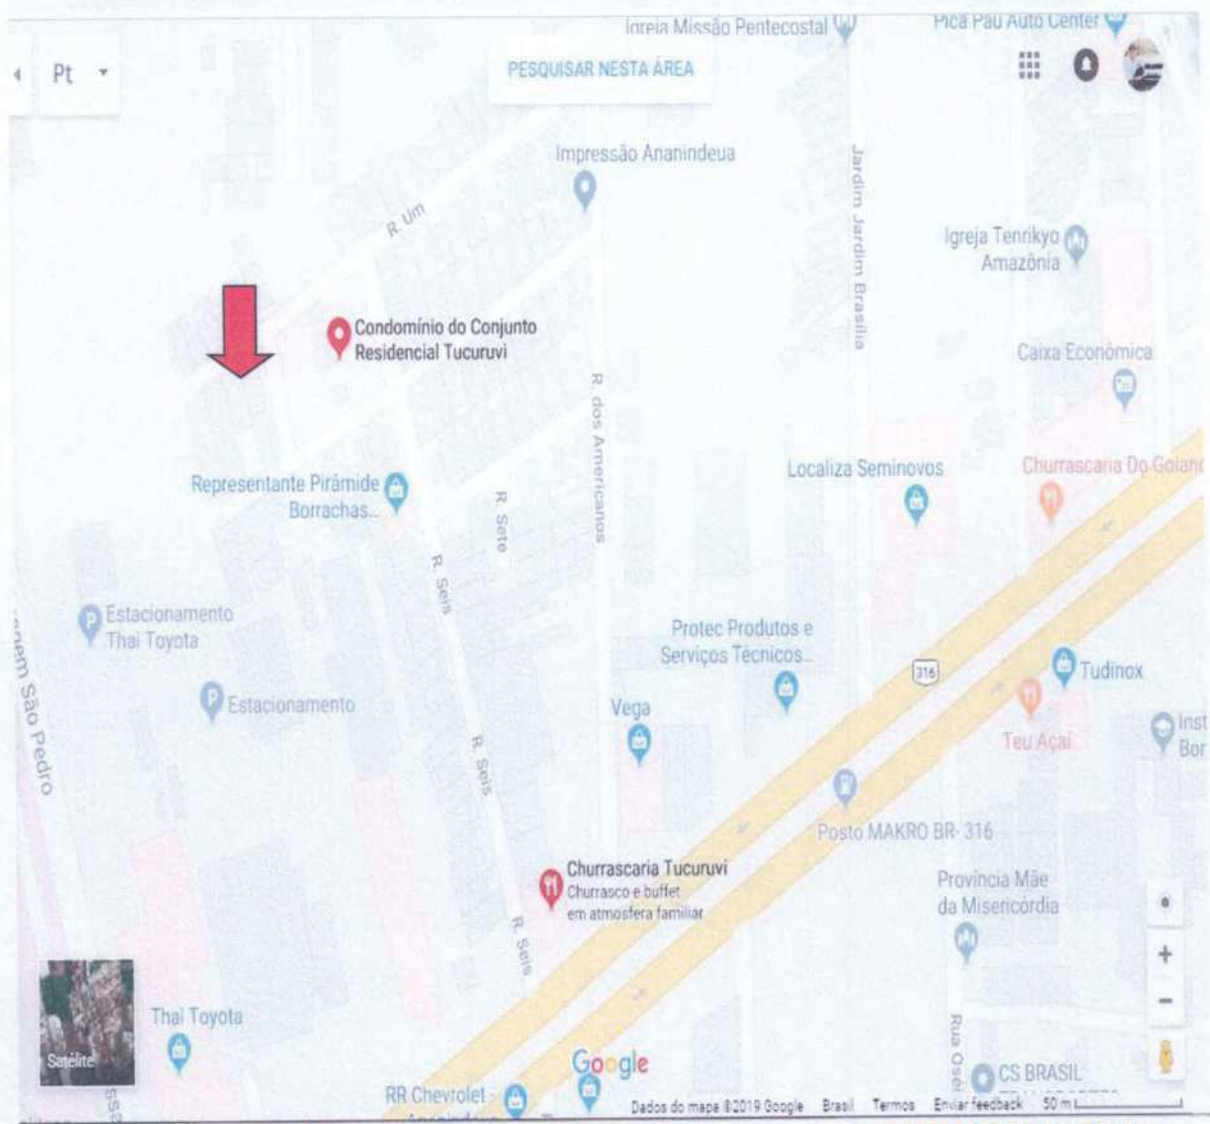 Igreja Missão Pentecostal
Pica Pau Auto Center
Pt
PESQUISAR NESTA ÁREA
Impressão Ananindeua
R. Um
Jardim Jardim Brasília
Igreja Tenrikyo
Amazônia
Condomínio do Conjunto
Residencial Tucuruvi
Caixa Econômica
R. dos Americanos
Localiza Seminovos
Churrascaria Do Goiano
Representante Pirâmide
Borrachas...
R. Sete
R. Seis
Estacionamento
Thai Toyota
Protec Produtos e
Serviços Técnicos...
316
Tudinox
Estacionamento
Vega
São Pedro
R. Seis
Teu Açaí
Inst
Bor
Posto MAKRO BR- 316
Churrascaria Tucuruvi
Churrasco e buffet
em atmosfera familiar
Província Mãe
da Misericórdia
R. Seis
Satélite
Thai Toyota
Google
CS BRASIL
RR Chevrolet -
Dados do mapa ©2019 Google Brasil Termos Enviar feedback 50 m